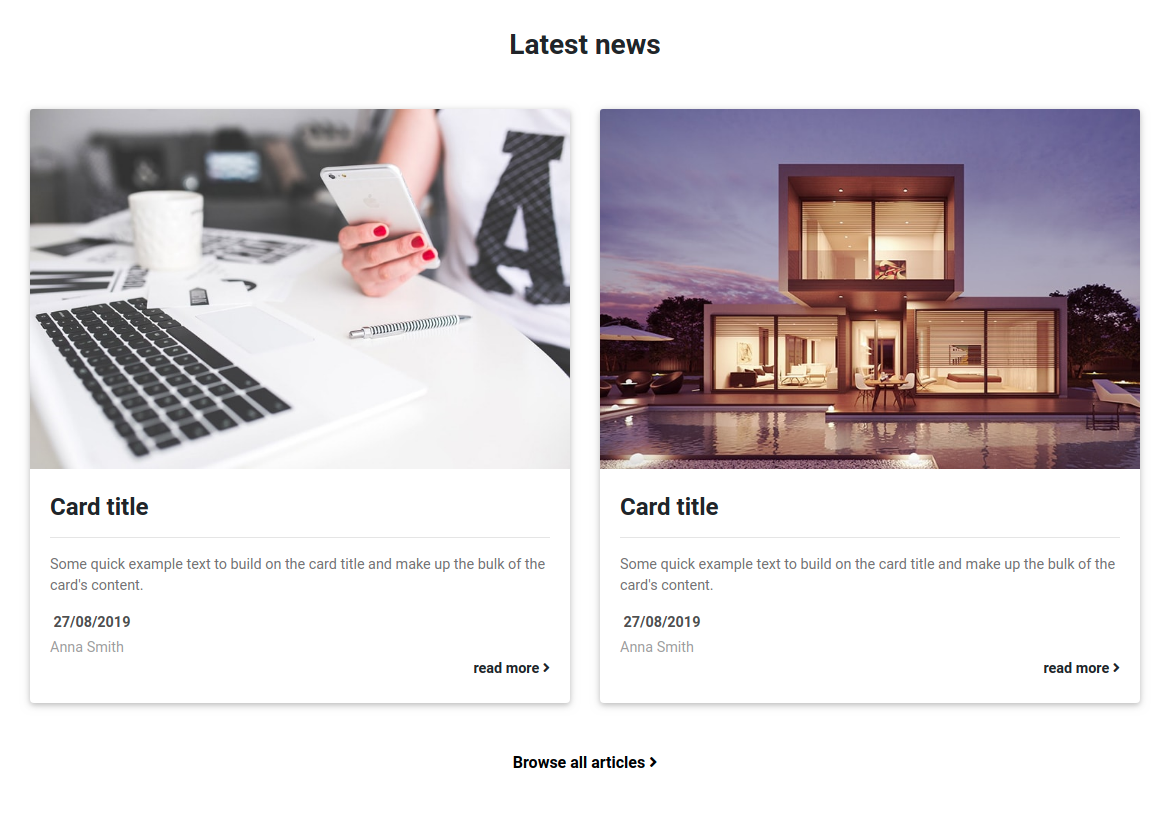 Latest news
A
Card title
Some quick example text to build on the card title and make up the bulk of the
card's content.
27/08/2019
Anna Smith
read more
Card title
Some quick example text to build on the card title and make up the bulk of the
card's content.
27/08/2019
Anna Smith
read more
Browse all articles